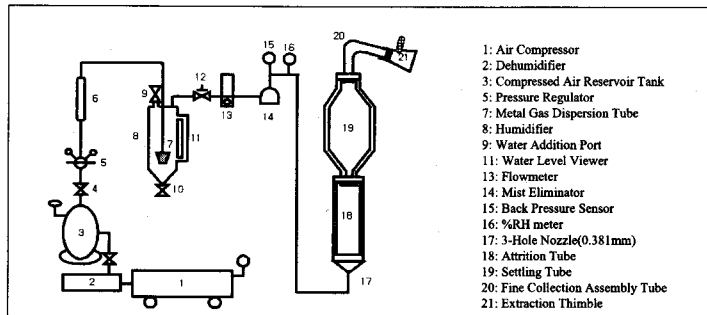 20
15
16
21
12
9
6
13
14
11
8
7
19
5
10
4
18
3
17
2
1
1: Air Compressor
2: Dehumidifier
3: Compressed Air Reservoir Tank
5: Pressure Regulator
7: Metal Gas Dispersion Tube
8: Humidifier
9: Water Addition Port
11: Water Level Viewer
13: Flowmeter
14: Mist Eliminator
15: Back Pressure Sensor
16: %RH meter
17: 3-Hole Nozzle(0.381mm)
18: Attrition Tube
19: Settling Tube
20: Fine Collection Assembly Tube
21: Extraction Thimble